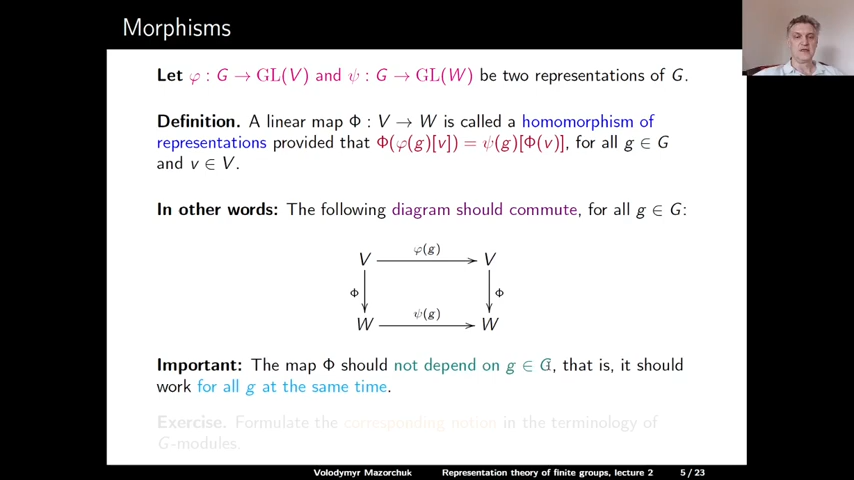 Morphisms
Let φ : G → GL(V) and ψ : G → GL(W) be two representations of G.
Definition. A linear map Φ : V → W is called a homomorphism of
representations provided that Φ(φ(g)[v]) = ψ(g)[Φ(v)], for all g ∈ G
and v ∈ V.
In other words: The following diagram should commute, for all g ∈ G:
φ(g)
V V
Φ Φ
ψ(g)
W W
Important: The map Φ should not depend on g ∈ G, that is, it should
work for all g at the same time.
Exercise. Formulate the corresponding notion in the terminology of
G-modules.
Volodymyr Mazorchuk Representation theory of finite groups, lecture 2 5/23